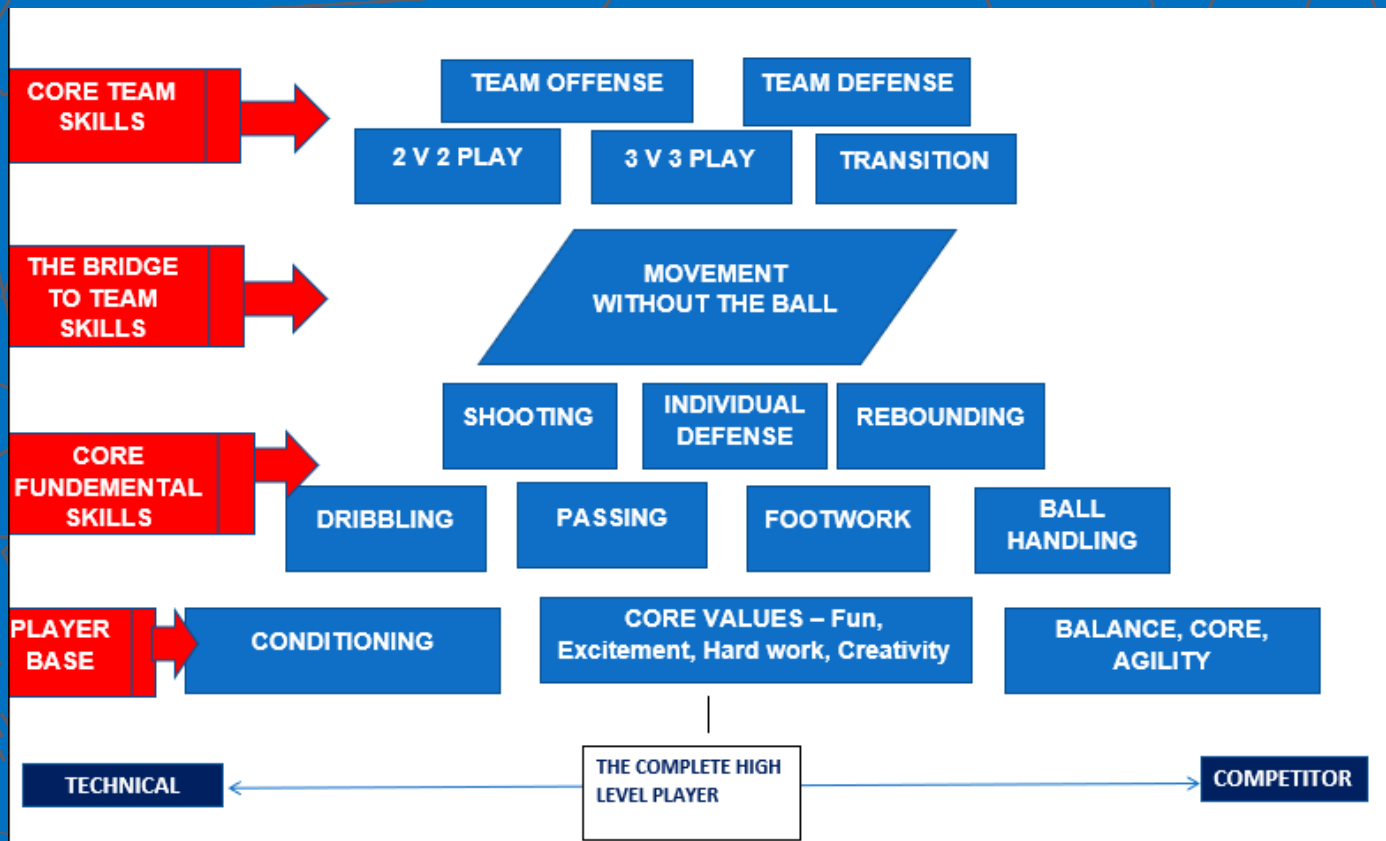 CORE TEAM
SKILLS
TEAM OFFENSE
TEAM DEFENSE
2 V 2 PLAY
3 V 3 PLAY
TRANSITION
THE BRIDGE
TO TEAM
SKILLS
MOVEMENT
WITHOUT THE BALL
CORE
FUNDEMENTAL
SKILLS
SHOOTING
INDIVIDUAL
DEFENSE
REBOUNDING
DRIBBLING
PASSING
FOOTWORK
BALL
HANDLING
PLAYER
BASE
CONDITIONING
CORE VALUES – Fun,
Excitement, Hard work, Creativity
BALANCE, CORE,
AGILITY
TECHNICAL
THE COMPLETE HIGH
LEVEL PLAYER
COMPETITOR